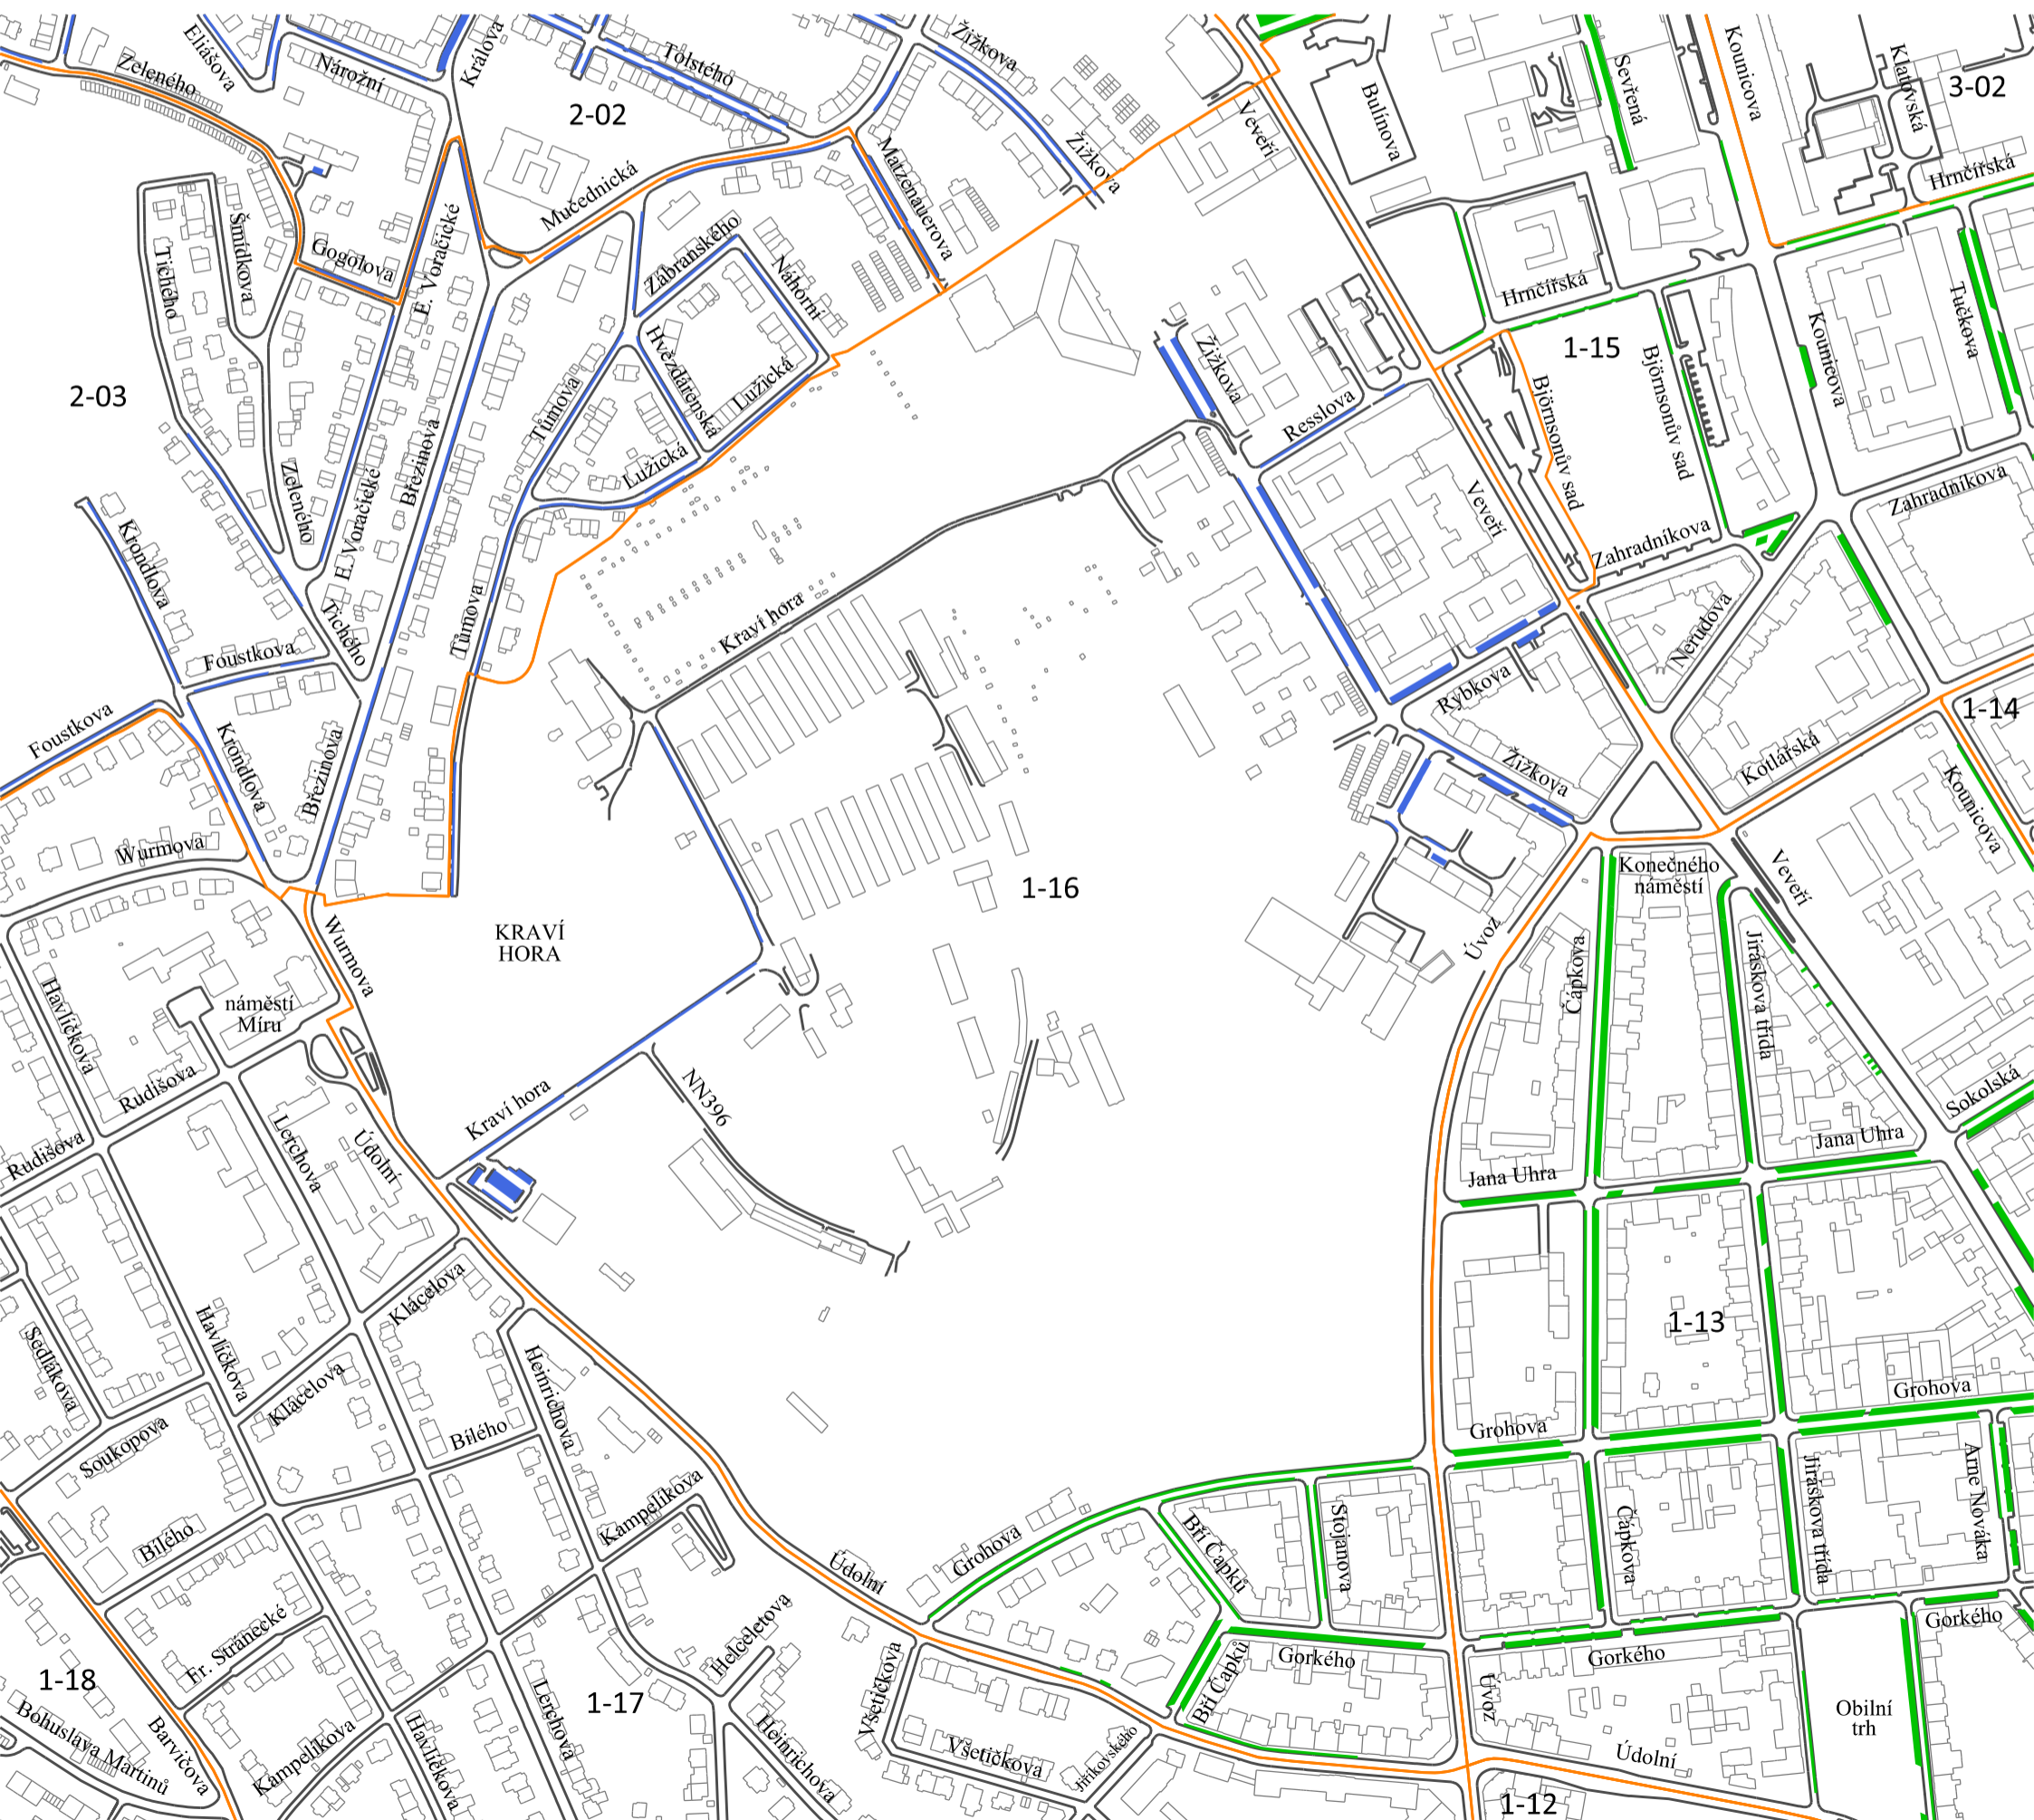 Eliášova
Králova
Žižkova
Tolstého
Kounicova
Klatovská
3-02
Zeleného
Nárožní
2-02
Bulínova
Sevřená
Veveří
Žižkova
Hrnčířská
Matzenauerova
Mučednická
Šmídkova
Tichého
Gogolova
E. Voračické
Zábranského
Náhorní
Hrnčířská
Tučkova
1-15
Kounicova
Björnsonův sad
Björnsonův sad
Žižkova
Resslova
Hvězdárenská
Lužická
Tůmova
2-03
Březinova
Lužická
Zeleného
E. Voračické
Veveří
Zahradníkova
Zahradníkova
Krondlova
Tichého
Tůmova
Kraví hora
Nerudova
Foustkova
Rybkova
1-14
Foustkova
Krondlova
Březinova
Žižkova
Kotlářská
Kounicova
Wurmova
Konečného
náměstí
Veveří
1-16
KRAVÍ
HORA
Wurmova
Úvoz
Čápkova
Jiráskova třída
Havlíčkova
náměstí
Míru
Rudišova
Kraví hora
NN396
Sokolská
Rudišova
Lerchova
Údolní
Jana Uhra
Jana Uhra
Klácelova
1-13
Sedlákova
Havlíčkova
Klácelova
Heinrichova
Grohova
Soukopova
Bílého
Grohova
Kampelíkova
Arne Nováka
Jiráskova třída
Čápkova
Stojanova
Bří Čapků
Grohova
Údolní
Bílého
Fr. Stránecké
Helceletova
Všetičkova
Bří Čapků
Gorkého
Gorkého
Gorkého
1-18
1-17
Lerchova
Úvoz
Obilní
trh
Bohuslava Martinů
Barvičova
Kampelíkova
Havlíčkova
Heinrichova
Všetičkova
Jiříkovského
Údolní
1-12